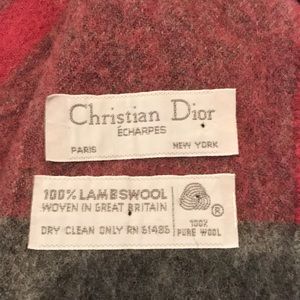 Christian Dior
ÉCHARPES
PARIS NEW YORK
100% LAMBSWOOL
WOVEN IN GREAT BRITAIN
DRY CLEAN ONLY RN 61486
®
100%
PURE WOOL